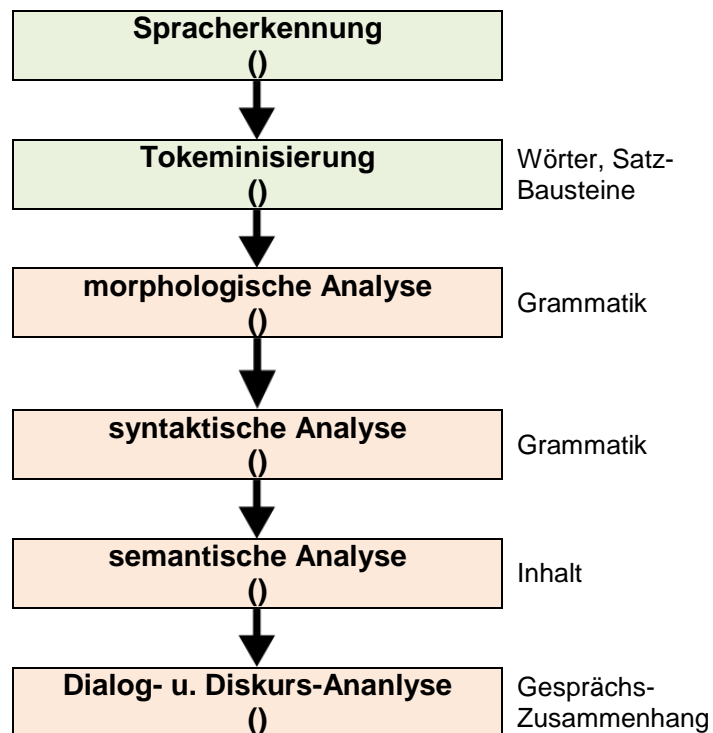 Spracherkennung
()
Tokeminisierung
()
Wörter, Satz-
Bausteine
morphologische Analyse
()
Grammatik
syntaktische Analyse
()
Grammatik
semantische Analyse
()
Inhalt
Dialog- u. Diskurs-Ananlyse
()
Gesprächs-
Zusammenhang